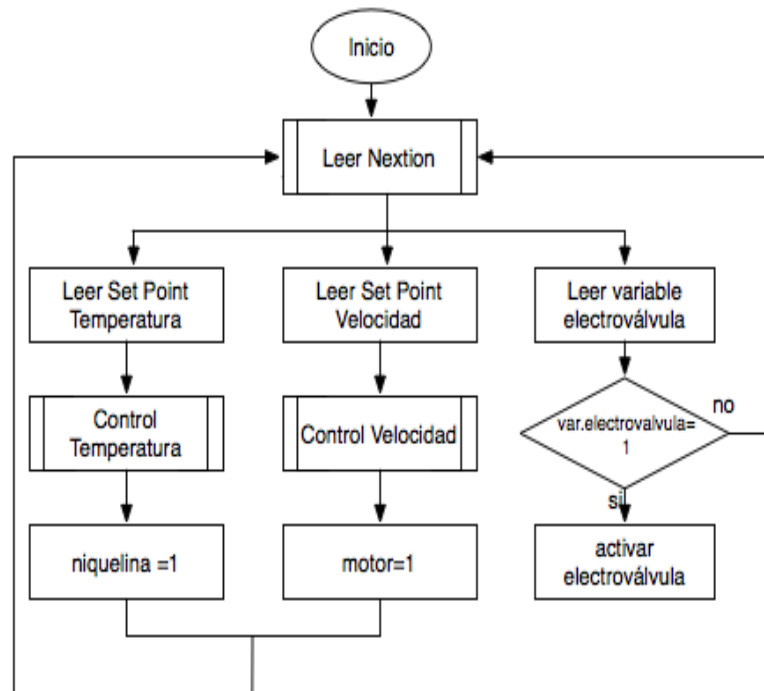 Inicio
Leer Nextion
Leer Set Point
Temperatura
Leer Set Point
Velocidad
Leer variable
electroválvula
Control
Temperatura
Control Velocidad
var.electrovalvula=
1
no
si
niquelina =1
motor=1
activar
electroválvula